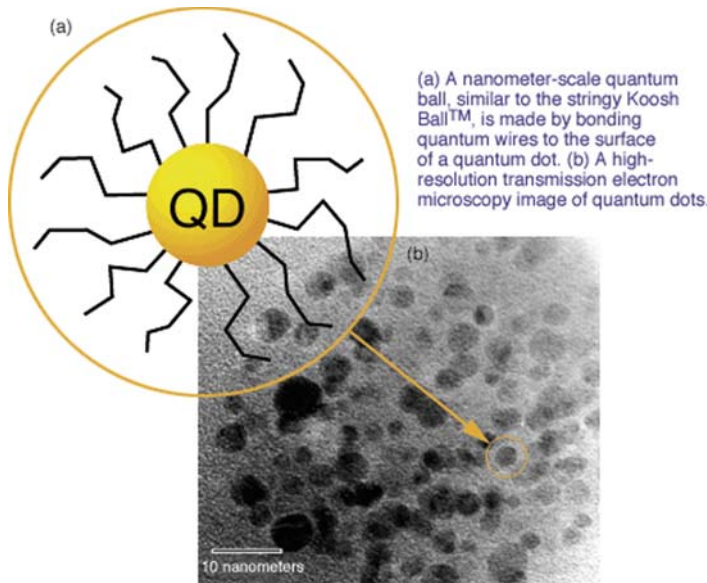 (a)
(a) A nanometer-scale quantum
ball, similar to the stringy Koosh
Ball™, is made by bonding
quantum wires to the surface
of a quantum dot. (b) A high-
resolution transmission electron
microscopy image of quantum dots.
QD
(b)
10 nanometers